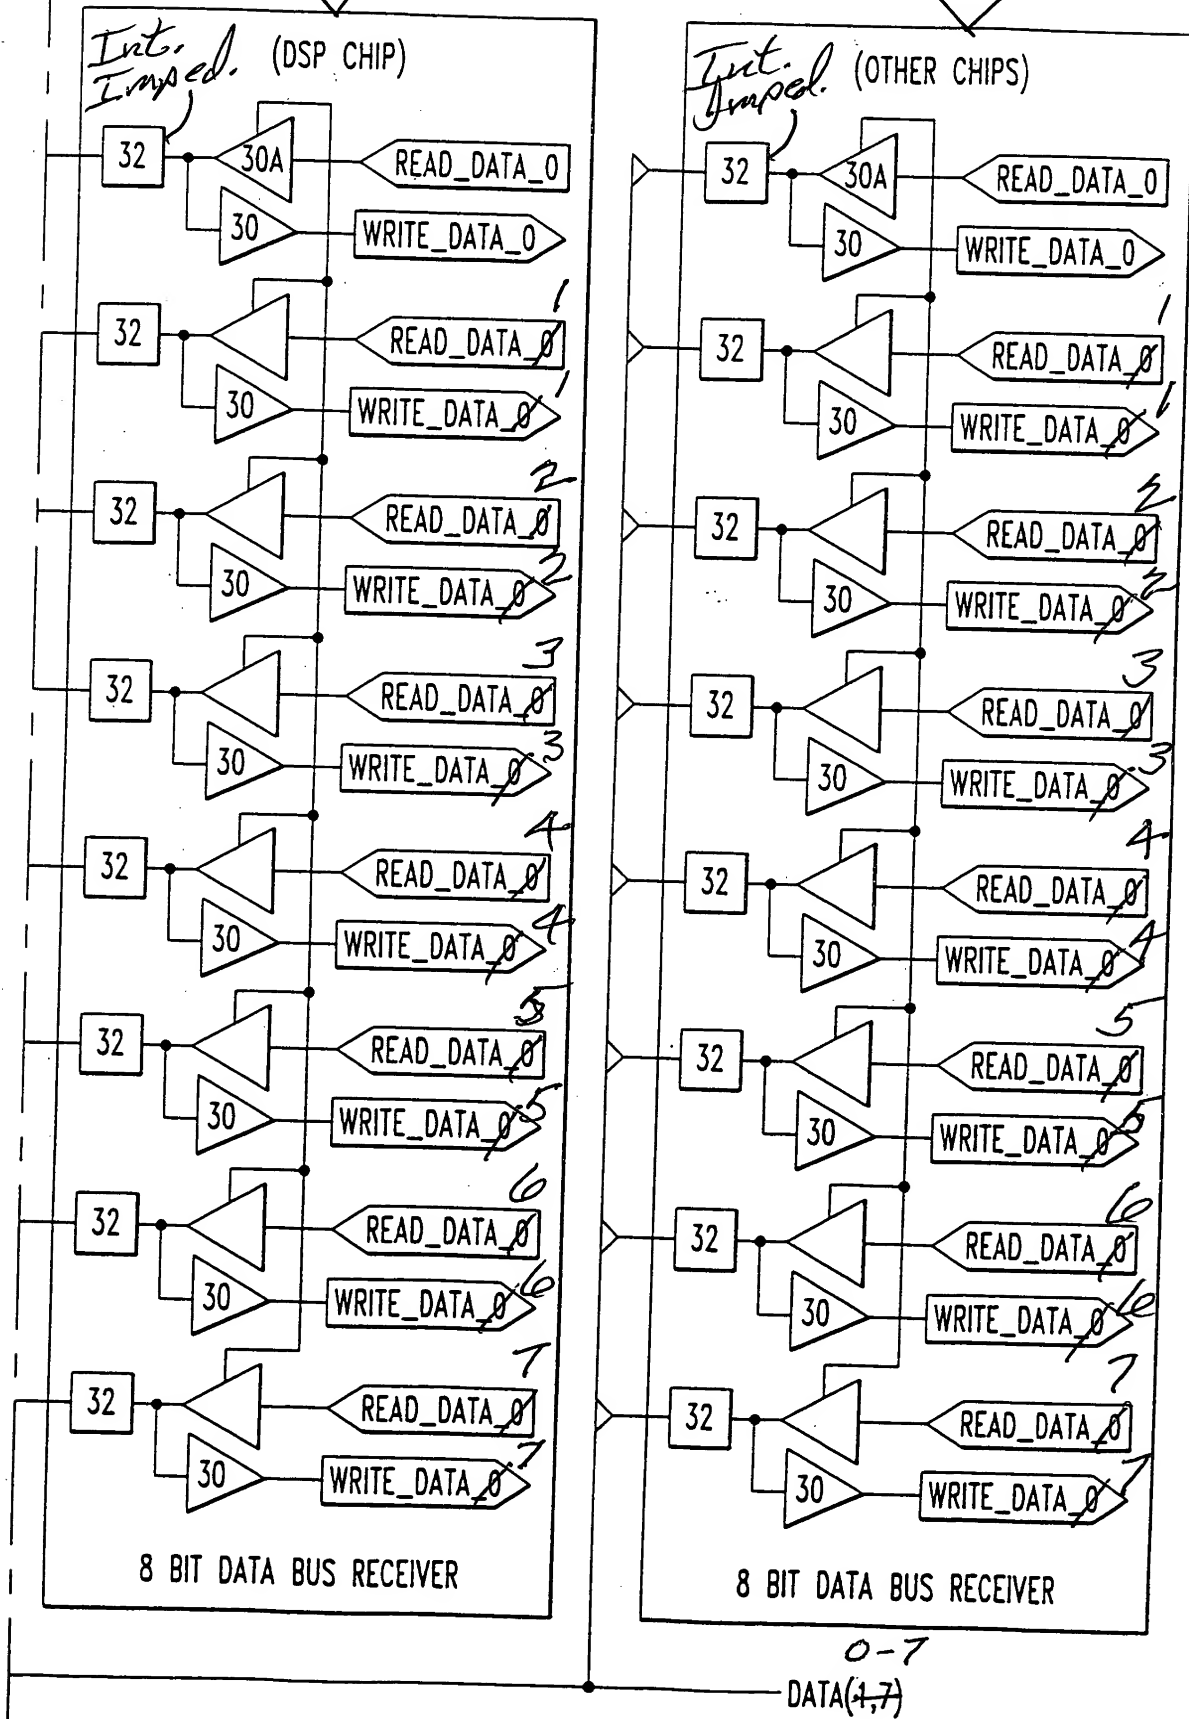 Int.
Imped.
(DSP CHIP)
32
30A
READ_DATA_0
30
WRITE_DATA_0
32
READ_DATA_0 1
30
WRITE_DATA_0 1
32
READ_DATA_0 2
30
WRITE_DATA_0 2
32
READ_DATA_0 3
30
WRITE_DATA_0 3
32
READ_DATA_0 4
30
WRITE_DATA_0 4
32
READ_DATA_0 5
30
WRITE_DATA_0 5
32
READ_DATA_0 6
30
WRITE_DATA_0 6
32
READ_DATA_0 7
30
WRITE_DATA_0 7
8 BIT DATA BUS RECEIVER
Int.
Imped.
(OTHER CHIPS)
32
30A
READ_DATA_0
30
WRITE_DATA_0
32
READ_DATA_0 1
30
WRITE_DATA_0 1
32
READ_DATA_0 2
30
WRITE_DATA_0 2
32
READ_DATA_0 3
30
WRITE_DATA_0 3
32
READ_DATA_0 4
30
WRITE_DATA_0 4
32
READ_DATA_0 5
30
WRITE_DATA_0 5
32
READ_DATA_0 6
30
WRITE_DATA_0 6
32
READ_DATA_0 7
30
WRITE_DATA_0 7
8 BIT DATA BUS RECEIVER
0-7
DATA(1,7)